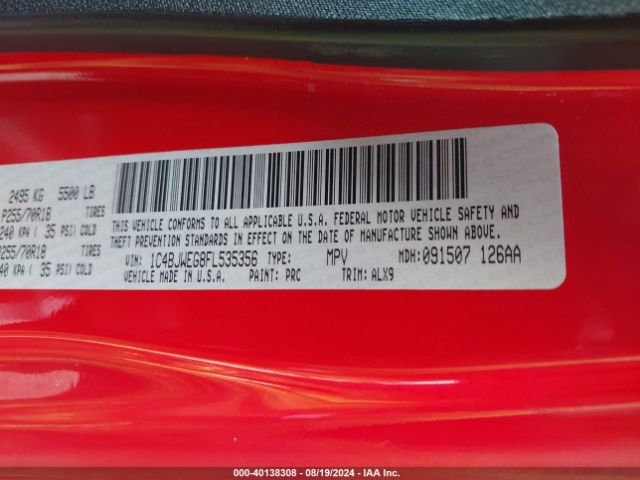 2495 KG 5500 LB
P255/70R18 TIRES
240 KPA ( 35 PSI) COLD
P255/70R18 TIRES
240 KPA ( 35 PSI) COLD
THIS VEHICLE CONFORMS TO ALL APPLICABLE U.S.A. FEDERAL MOTOR VEHICLE SAFETY AND
THEFT PREVENTION STANDARDS IN EFFECT ON THE DATE OF MANUFACTURE SHOWN ABOVE.
VIN: 1C4BJWEG8FL535356 TYPE: MPV MDH: 091507 126AA
VEHICLE MADE IN U.S.A. PAINT: PRC TRIM: ALX9
000-40138308 - 08/19/2024 - IAA Inc.